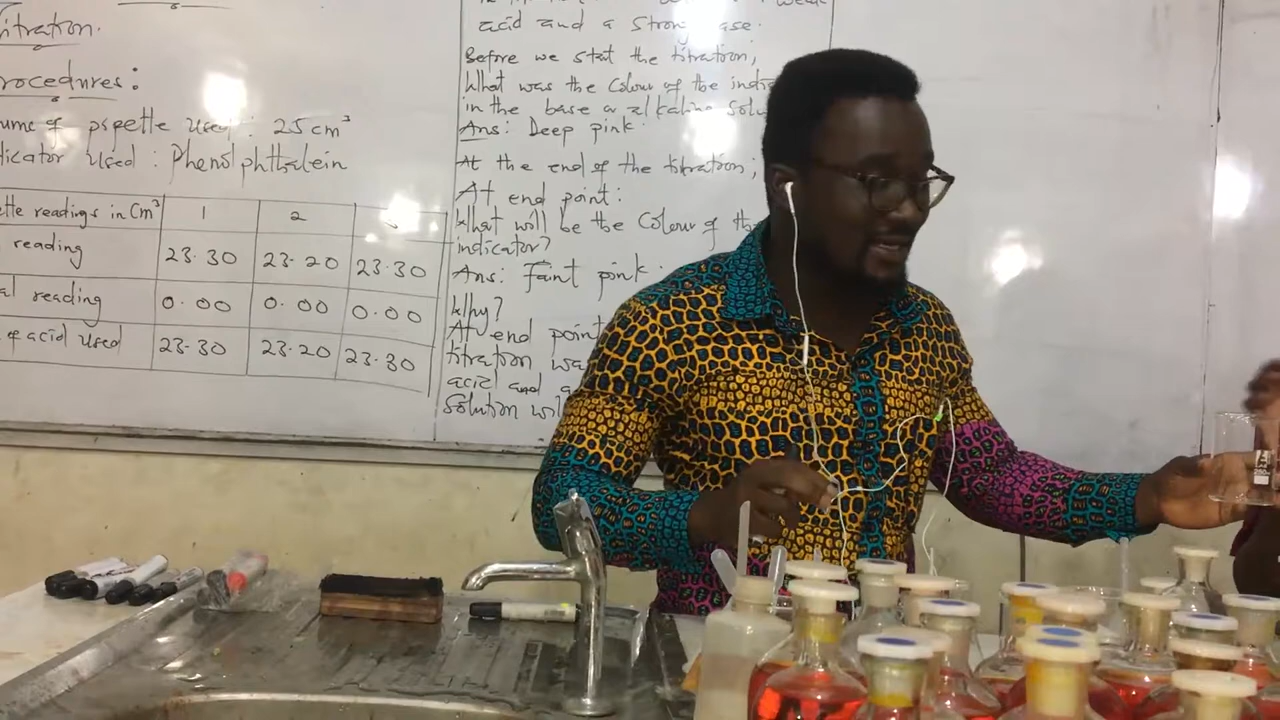 itration.
rocedures:
ume of pipette used : 25 cm³
dicator used : Phenolphthalein
ette readings in Cm³ 1 2
reading 23.30 23.20 23.30
al reading 0.00 0.00 0.00
of acid used 23.30 23.20 23.30
acid and a strong ase.
Before we start the titration;
What was the Colour of the indi
in the base or alkaline Solu
Ans: Deep pink.
At the end of the titration;
At end point:
What will be the Colour of th
indicator?
Ans: Faint pink.
Why?
At end point
titration wa
acid and a
Solution wil